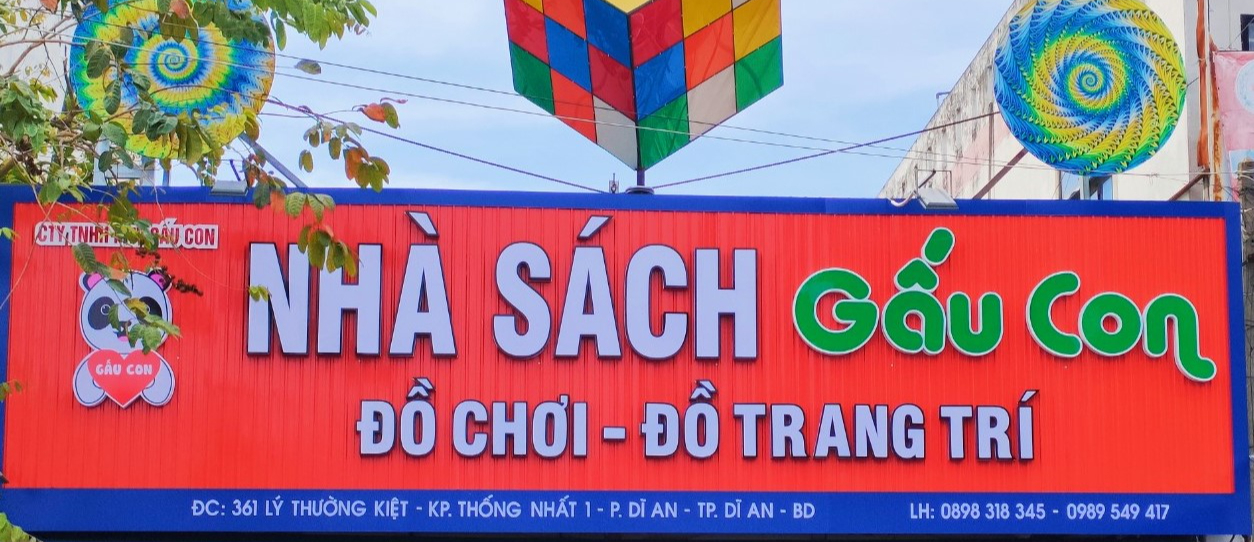 CTY TNHH GẤU CON
NHÀ SÁCH Gấu Con
GẤU CON
ĐỒ CHƠI - ĐỒ TRANG TRÍ
ĐC: 361 LÝ THƯỜNG KIỆT - KP. THỐNG NHẤT 1 - P. DĨ AN - TP. DĨ AN - BD
LH: 0898 318 345 - 0989 549 417